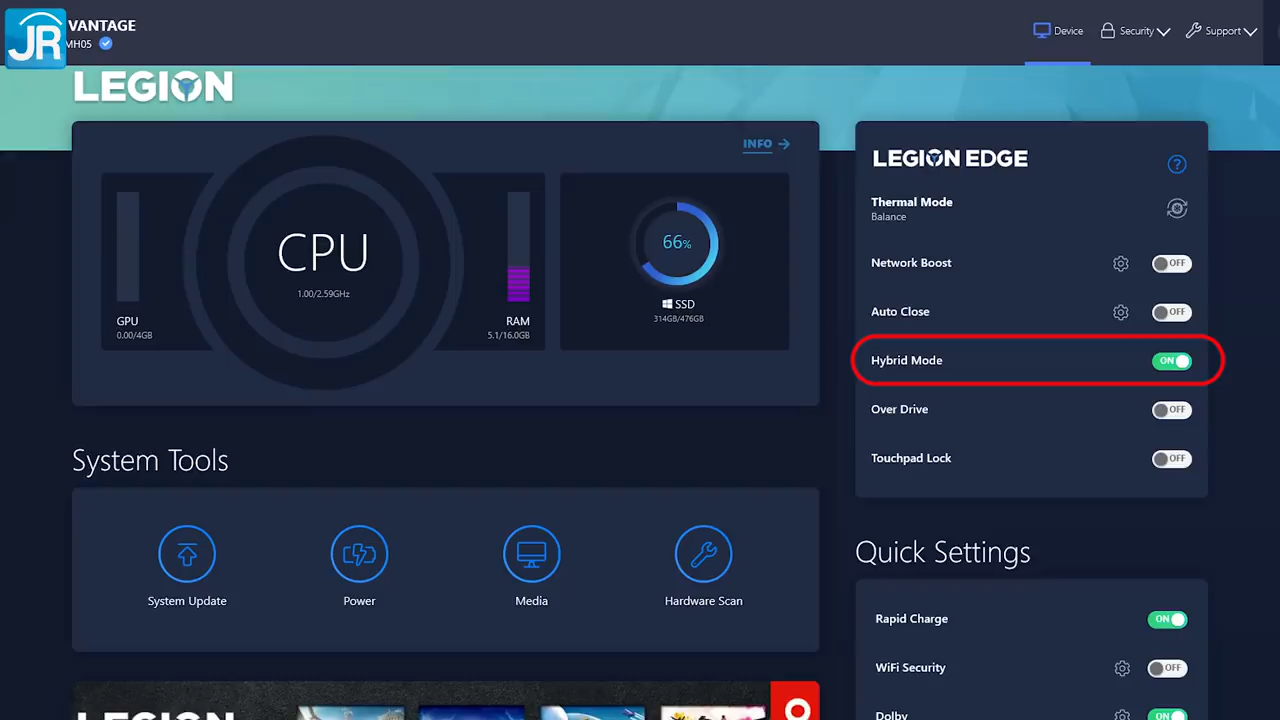 JR
VANTAGE
MH05
Device
Security
Support
LEGION
INFO
CPU
1.00/2.59GHz
GPU
0.00/4GB
RAM
5.1/16.0GB
66%
SSD
314GB/476GB
LEGION EDGE
?
Thermal Mode
Balance
Network Boost
OFF
Auto Close
OFF
Hybrid Mode
ON
Over Drive
OFF
Touchpad Lock
OFF
System Tools
System Update
Power
Media
Hardware Scan
Quick Settings
Rapid Charge
ON
WiFi Security
OFF
Dolby
ON
LEGION